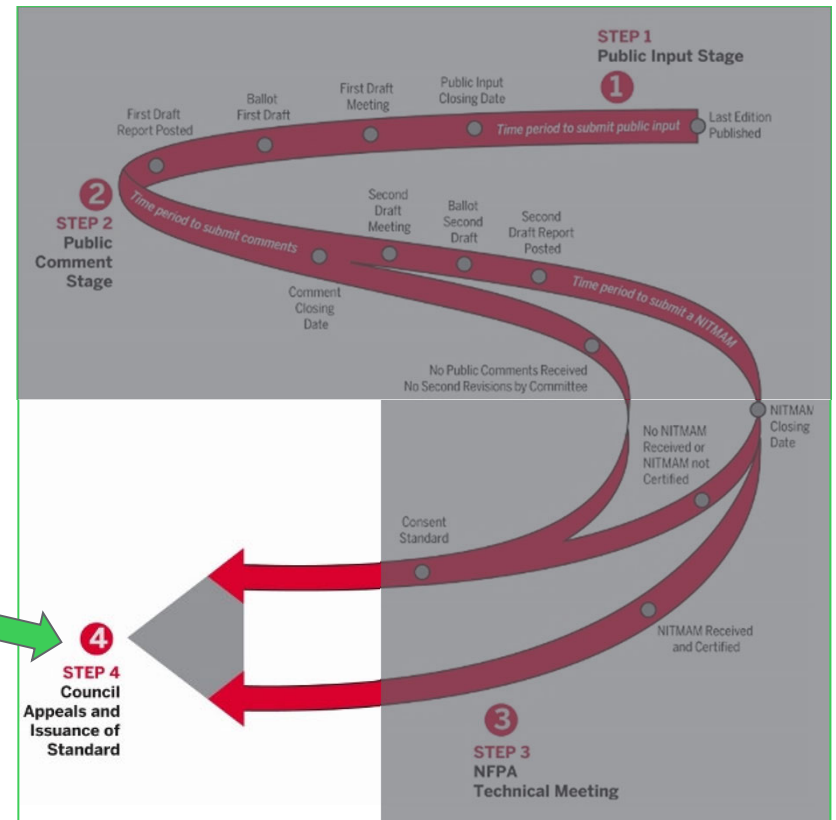 STEP 1
Public Input Stage
1
Public Input
Closing Date
First Draft
Meeting
Ballot
First Draft
First Draft
Report Posted
Time period to submit public input
Last Edition
Published
2
STEP 2
Public
Comment
Stage
Time period to submit comments
Second
Draft
Meeting
Ballot
Second
Draft
Second
Draft Report
Posted
Comment
Closing
Date
Time period to submit a NITMAM
No Public Comments Received
No Second Revisions by Committee
NITMAM
Closing
Date
No NITMAM
Received or
NITMAM not
Certified
Consent
Standard
NITMAM Received
and Certified
4
STEP 4
Council
Appeals and
Issuance of
Standard
3
STEP 3
NFPA
Technical Meeting